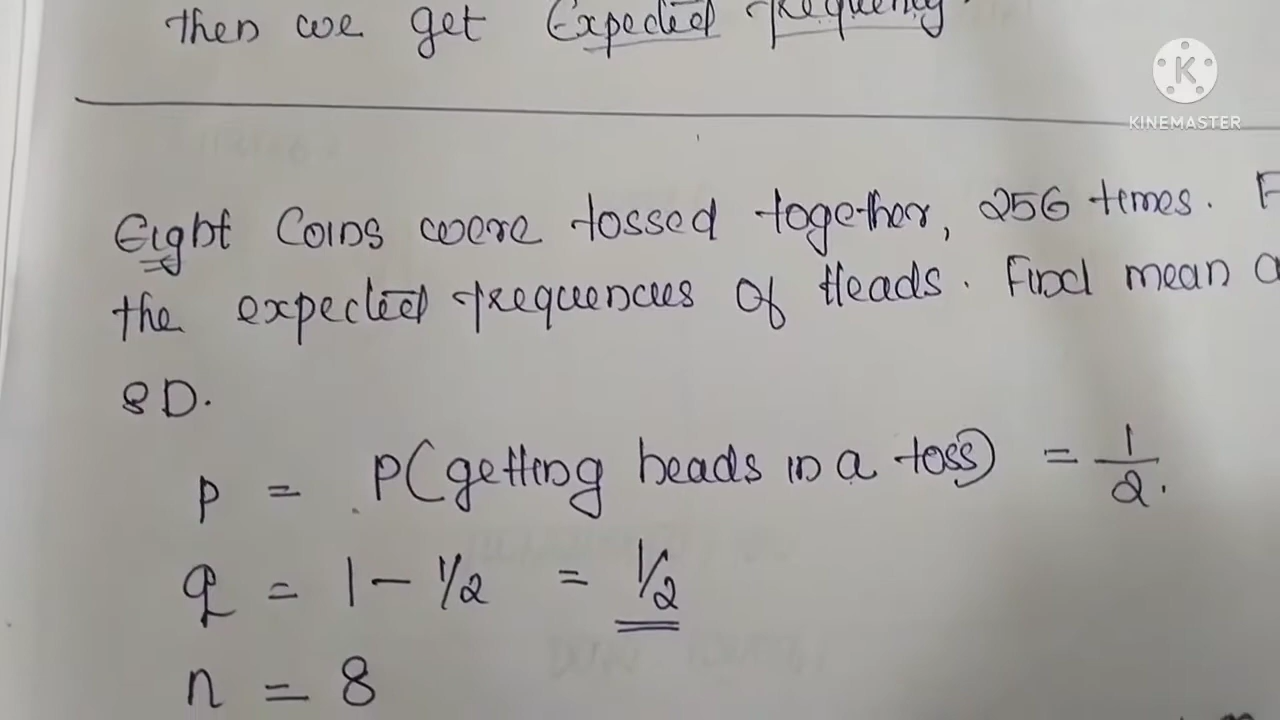 then we get Expected frequency.
KINEMASTER
Eight Coins were tossed together, 256 times. F
the expected frequencies of Heads. Find mean a
SD.
p = P(getting heads in a toss) = 1/2.
q = 1 - 1/2 = 1/2
n = 8